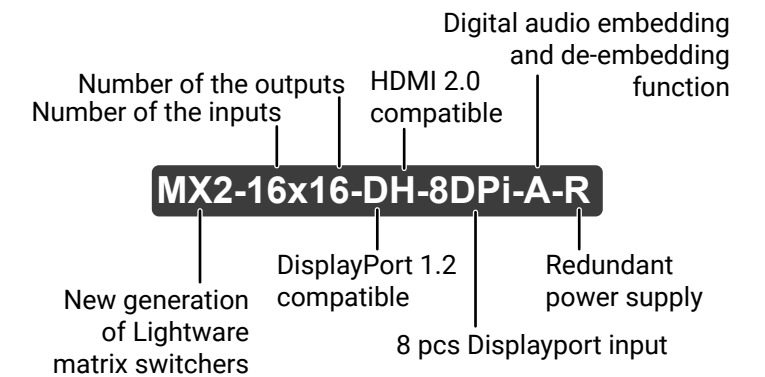 Digital audio embedding
and de-embedding
function
Number of the outputs
HDMI 2.0
compatible
Number of the inputs
MX2-16x16-DH-8DPi-A-R
DisplayPort 1.2
compatible
Redundant
power supply
New generation
of Lightware
matrix switchers
8 pcs Displayport input